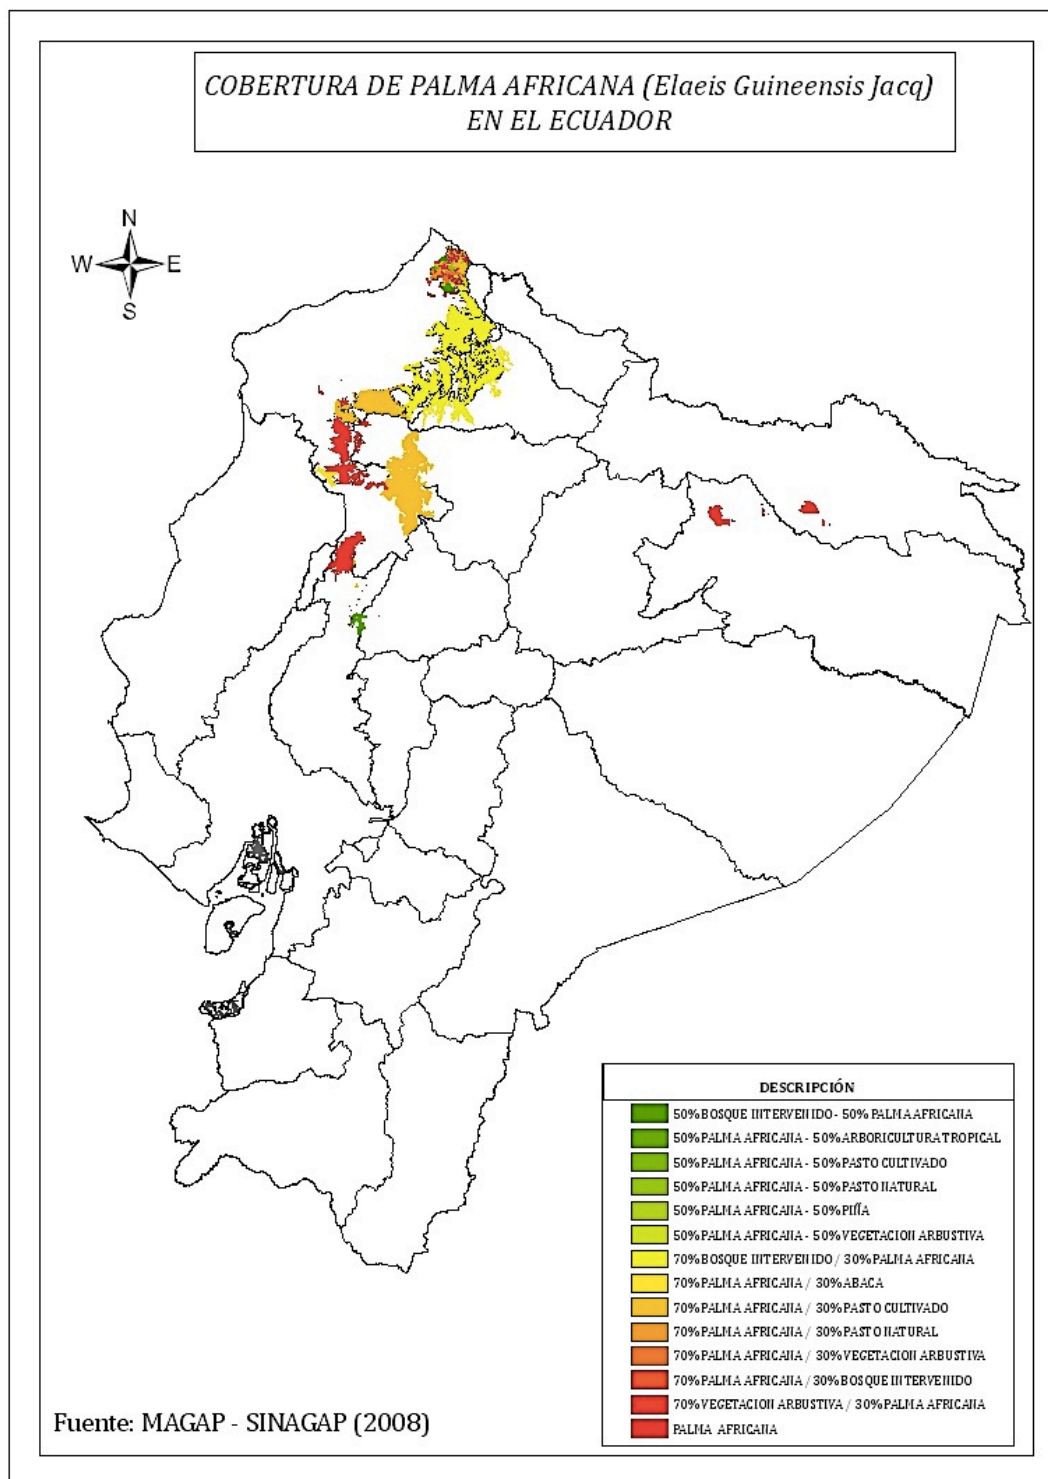 COBERTURA DE PALMA AFRICANA (Elaeis Guineensis Jacq)
EN EL ECUADOR
N
W E
S
DESCRIPCIÓN
50% BOSQUE INTERVENIDO - 50% PALMA AFRICANA
50% PALMA AFRICANA - 50% ARBORICULTURA TROPICAL
50% PALMA AFRICANA - 50% PASTO CULTIVADO
50% PALMA AFRICANA - 50% PASTO NATURAL
50% PALMA AFRICANA - 50% PIÑA
50% PALMA AFRICANA - 50% VEGETACION ARBUSTIVA
70% BOSQUE INTERVENIDO / 30% PALMA AFRICANA
70% PALMA AFRICANA / 30% ABACA
70% PALMA AFRICANA / 30% PASTO CULTIVADO
70% PALMA AFRICANA / 30% PASTO NATURAL
70% PALMA AFRICANA / 30% VEGETACION ARBUSTIVA
70% PALMA AFRICANA / 30% BOSQUE INTERVENIDO
70% VEGETACION ARBUSTIVA / 30% PALMA AFRICANA
PALMA AFRICANA
Fuente: MAGAP - SINAGAP (2008)